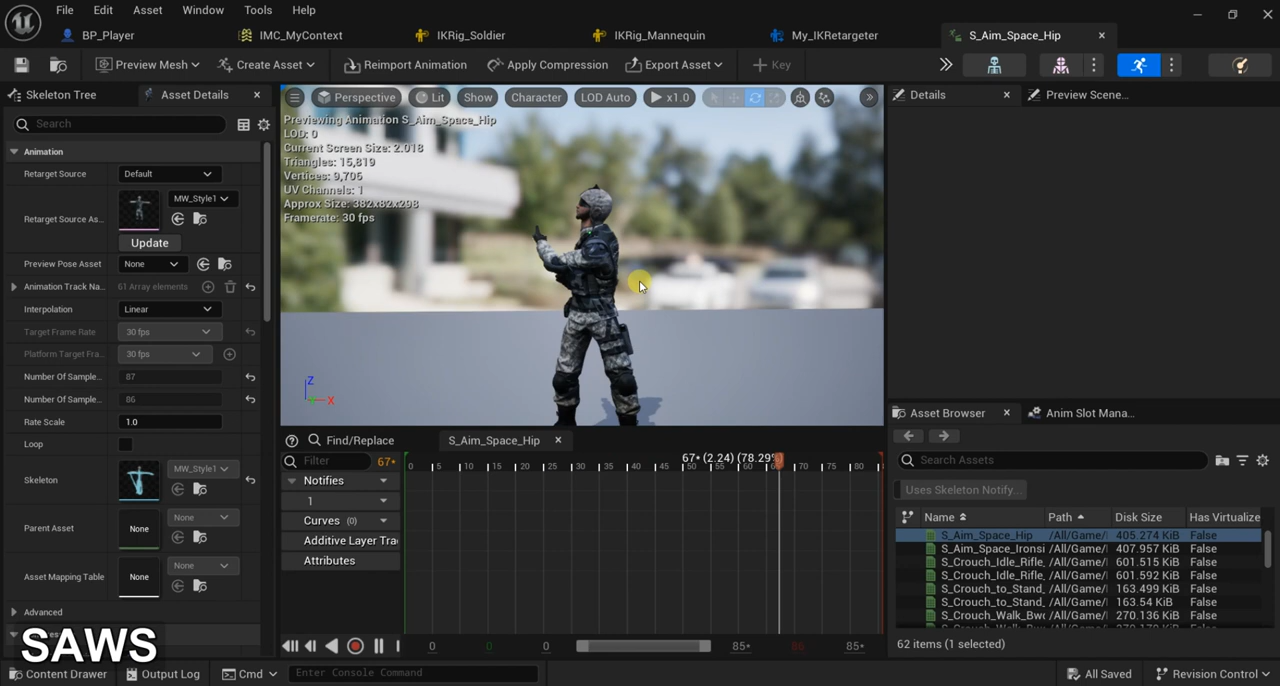 File Edit Asset Window Tools Help
BP_Player IMC_MyContext IKRig_Soldier IKRig_Mannequin My_IKRetargeter S_Aim_Space_Hip
Preview Mesh Create Asset Reimport Animation Apply Compression Export Asset Key
Skeleton Tree Asset Details
Search
Animation
Retarget Source Default
Retarget Source As... MW_Style1
Update
Preview Pose Asset None
Animation Track Na... 61 Array elements
Interpolation Linear
Target Frame Rate 30 fps
Platform Target Fra... 30 fps
Number Of Sample... 87
Number Of Sample... 86
Rate Scale 1.0
Loop
Skeleton MW_Style1
Parent Asset None None
Asset Mapping Table None None
Advanced
SAWS
Perspective Lit Show Character LOD Auto x1.0
Previewing Animation S_Aim_Space_Hip
LOD: 0
Current Screen Size: 2.018
Triangles: 15,819
Vertices: 9,706
UV Channels: 1
Approx Size: 382x82x298
Framerate: 30 fps
Z
X
Find/Replace S_Aim_Space_Hip
Filter 67*
67* (2.24) (78.29%
0 5 10 15 20 25 30 35 40 45 50 55 60 70 75 80
Notifies
1
Curves (0)
Additive Layer Tra
Attributes
0 0 0 85* 86 85*
Details Preview Scene...
Asset Browser Anim Slot Mana...
Search Assets
Uses Skeleton Notify...
Name Path Disk Size Has Virtualize
S_Aim_Space_Hip /All/Game/ 405.274 KiB False
S_Aim_Space_Ironsi /All/Game/ 407.957 KiB False
S_Crouch_Idle_Rifle_ /All/Game/ 601.515 KiB False
S_Crouch_Idle_Rifle_ /All/Game/ 601.592 KiB False
S_Crouch_to_Stand_ /All/Game/ 163.499 KiB False
S_Crouch_to_Stand_ /All/Game/ 163.54 KiB False
S_Crouch_Walk_Bwd /All/Game/ 270.136 KiB False
62 items (1 selected)
Content Drawer Output Log Cmd Enter Console Command All Saved Revision Control